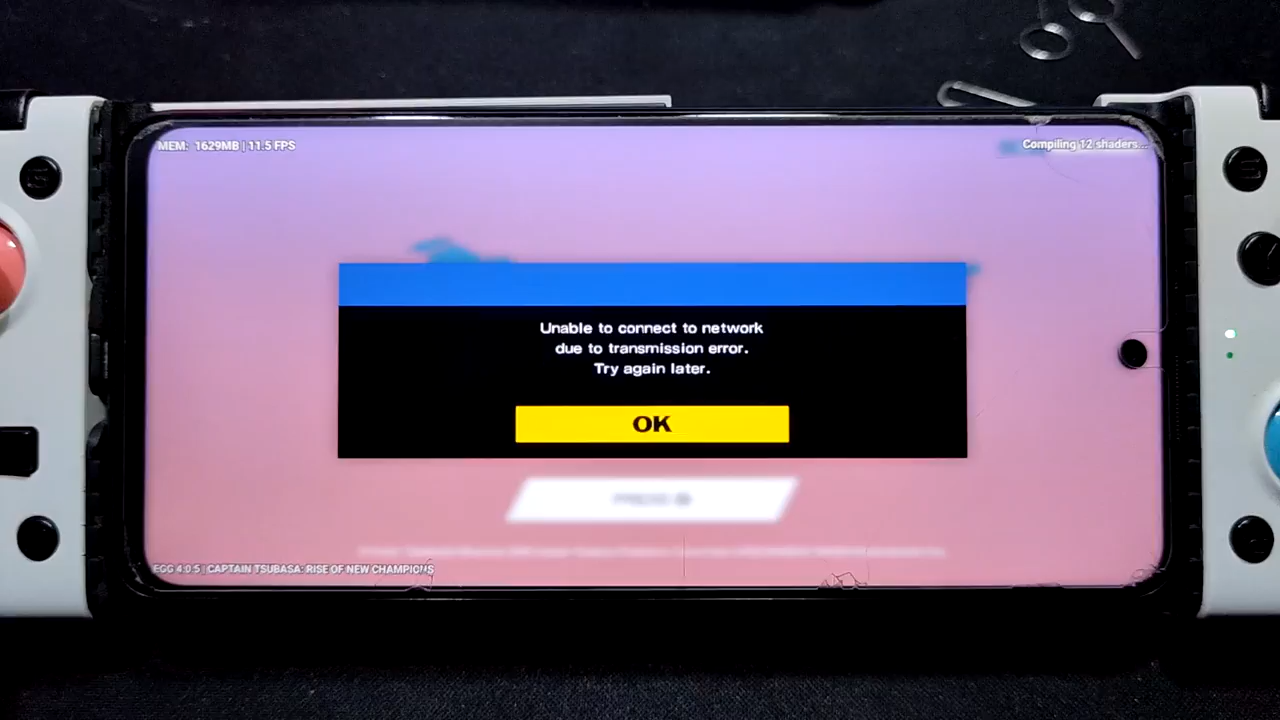 MEM: 1629MB | 11.5 FPS
Compiling 12 shaders...
Unable to connect to network
due to transmission error.
Try again later.
OK
EGG 4.0.5 | CAPTAIN TSUBASA: RISE OF NEW CHAMPIONS